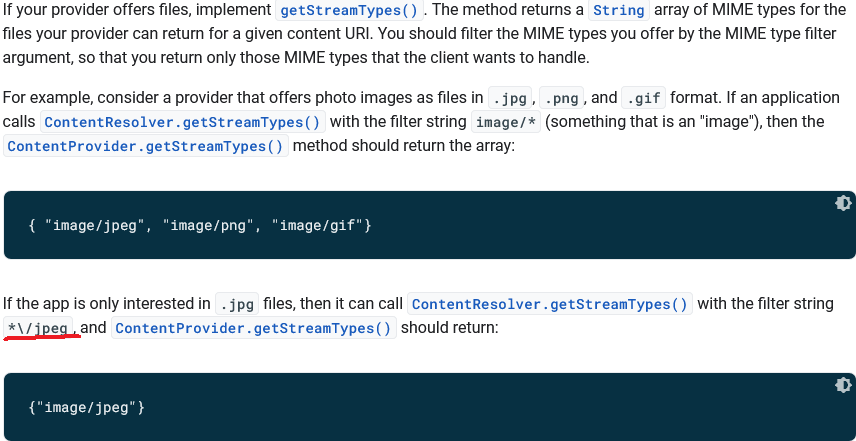 If your provider offers files, implement getStreamTypes() . The method returns a String array of MIME types for the
files your provider can return for a given content URI. You should filter the MIME types you offer by the MIME type filter
argument, so that you return only those MIME types that the client wants to handle.
For example, consider a provider that offers photo images as files in .jpg , .png , and .gif format. If an application
calls ContentResolver.getStreamTypes() with the filter string image/* (something that is an "image"), then the
ContentProvider.getStreamTypes() method should return the array:
{ "image/jpeg", "image/png", "image/gif"}
If the app is only interested in .jpg files, then it can call ContentResolver.getStreamTypes() with the filter string
*\/jpeg , and ContentProvider.getStreamTypes() should return:
{"image/jpeg"}